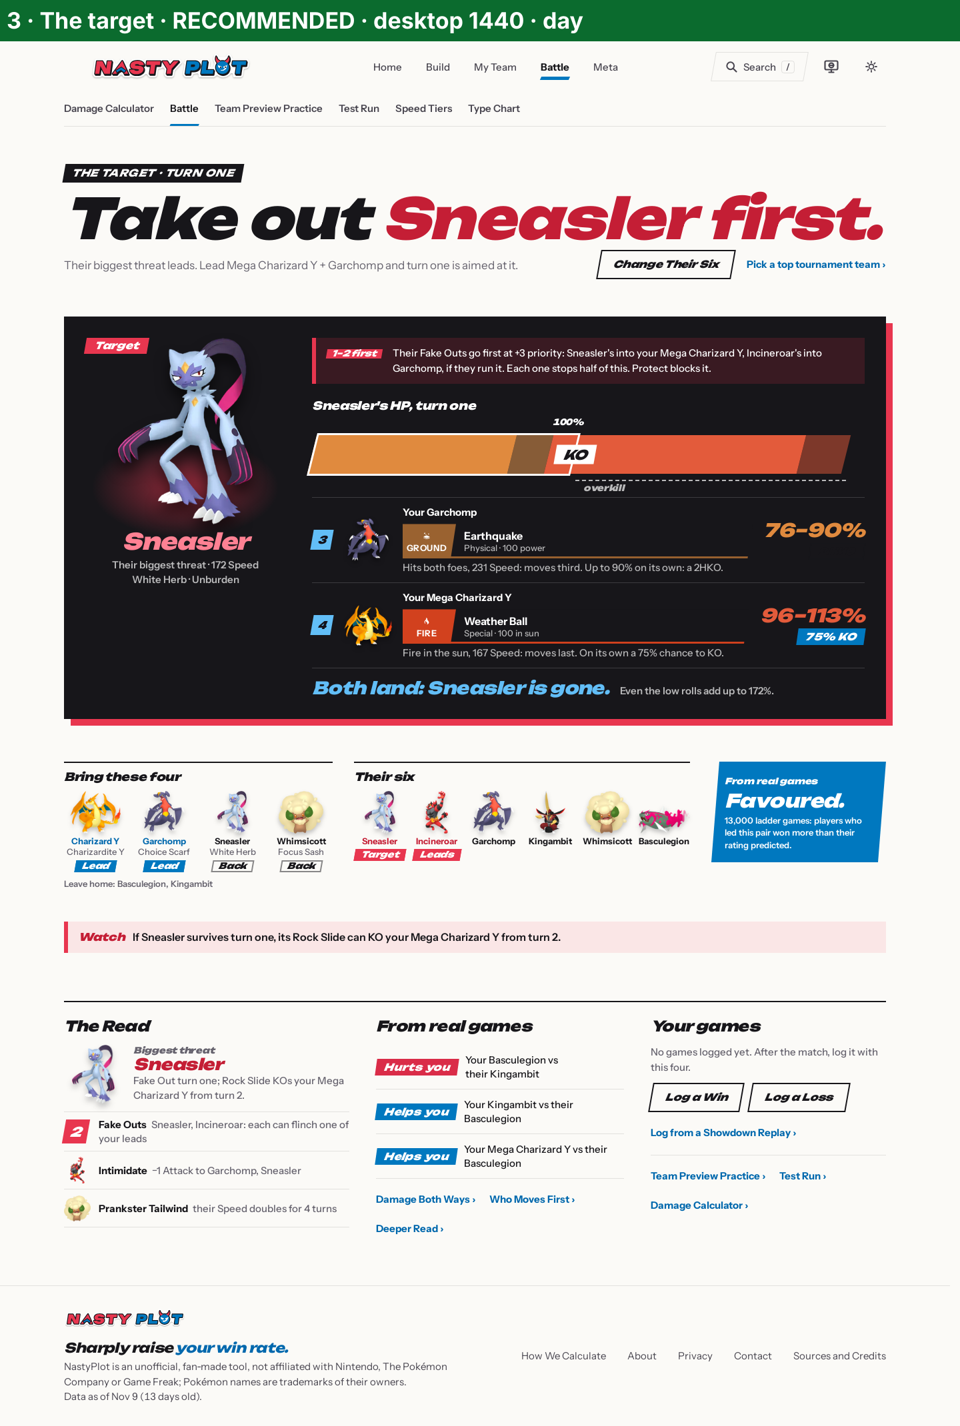 3 · The target · RECOMMENDED · desktop 1440 · day
NASTY PLOT
Home Build My Team Battle Meta
Search /
Damage Calculator Battle Team Preview Practice Test Run Speed Tiers Type Chart
THE TARGET · TURN ONE
Take out Sneasler first.
Their biggest threat leads. Lead Mega Charizard Y + Garchomp and turn one is aimed at it.
Change Their Six
Pick a top tournament team ›
Target
Sneasler
Their biggest threat · 172 Speed
White Herb · Unburden
1–2 first
Their Fake Outs go first at +3 priority: Sneasler's into your Mega Charizard Y, Incineroar's into
Garchomp, if they run it. Each one stops half of this. Protect blocks it.
Sneasler's HP, turn one
100%
KO
overkill
Your Garchomp
3
GROUND
Earthquake
Physical · 100 power
76–90%
Hits both foes, 231 Speed: moves third. Up to 90% on its own: a 2HKO.
Your Mega Charizard Y
4
FIRE
Weather Ball
Special · 100 in sun
96–113%
75% KO
Fire in the sun, 167 Speed: moves last. On its own a 75% chance to KO.
Both land: Sneasler is gone. Even the low rolls add up to 172%.
Bring these four
Charizard Y Garchomp Sneasler Whimsicott
Charizardite Y Choice Scarf White Herb Focus Sash
Lead Lead Back Back
Leave home: Basculegion, Kingambit
Their six
Sneasler Incineroar Garchomp Kingambit Whimsicott Basculegion
Target Leads
From real games
Favoured.
13,000 ladder games: players who
led this pair won more than their
rating predicted.
Watch If Sneasler survives turn one, its Rock Slide can KO your Mega Charizard Y from turn 2.
The Read
Biggest threat
Sneasler
Fake Out turn one; Rock Slide KOs your Mega
Charizard Y from turn 2.
2
Fake Outs Sneasler, Incineroar: each can flinch one of
your leads
Intimidate −1 Attack to Garchomp, Sneasler
Prankster Tailwind their Speed doubles for 4 turns
From real games
Hurts you
Your Basculegion vs
their Kingambit
Helps you
Your Kingambit vs their
Basculegion
Helps you
Your Mega Charizard Y vs their
Basculegion
Damage Both Ways › Who Moves First ›
Deeper Read ›
Your games
No games logged yet. After the match, log it with
this four.
Log a Win Log a Loss
Log from a Showdown Replay ›
Team Preview Practice › Test Run ›
Damage Calculator ›
NASTY PLOT
Sharply raise your win rate.
NastyPlot is an unofficial, fan-made tool, not affiliated with Nintendo, The Pokémon
Company or Game Freak; Pokémon names are trademarks of their owners.
Data as of Nov 9 (13 days old).
How We Calculate About Privacy Contact Sources and Credits